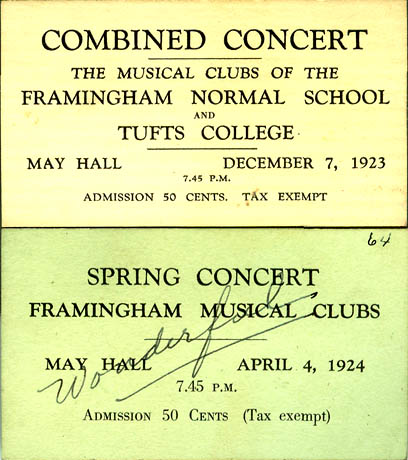 COMBINED CONCERT
THE MUSICAL CLUBS OF THE
FRAMINGHAM NORMAL SCHOOL
AND
TUFTS COLLEGE
MAY HALL DECEMBER 7, 1923
7.45 P.M.
ADMISSION 50 CENTS. TAX EXEMPT
64
SPRING CONCERT
FRAMINGHAM MUSICAL CLUBS
MAY HALL APRIL 4, 1924
Wonderful
7.45 P.M.
ADMISSION 50 CENTS (Tax exempt)